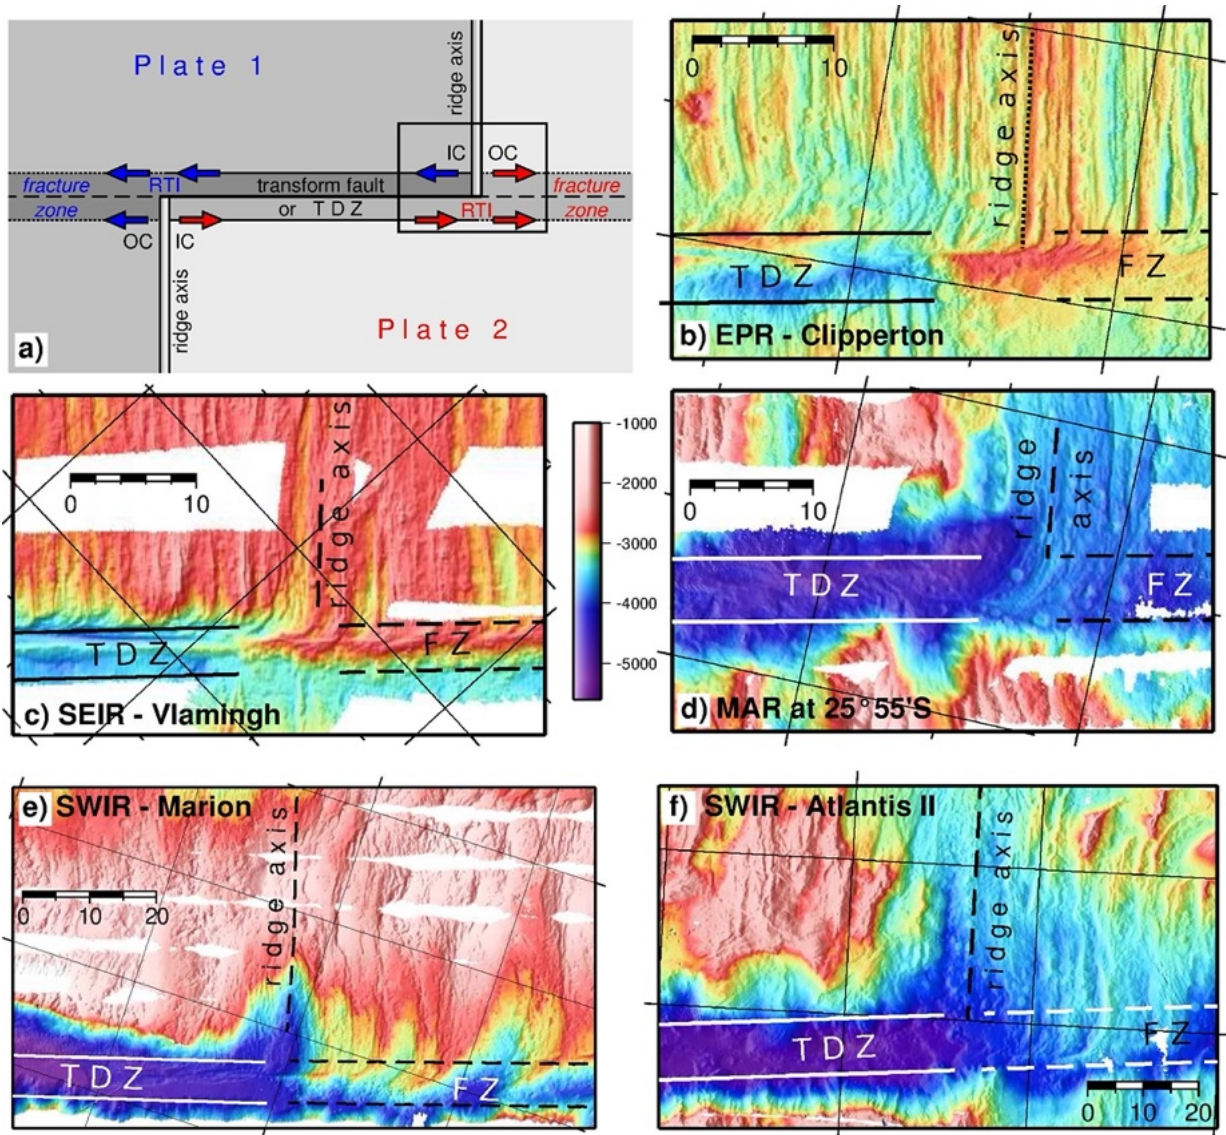 Plate 1
ridge axis
IC OC
fracture RTI transform fault fracture
zone or TDZ RTI zone
OC IC
ridge axis
Plate 2
a)
0 10
ridge axis
TDZ
FZ
b) EPR - Clipperton
ridge axis
0 10
TDZ
FZ
c) SEIR - Vlamingh
-1000
-2000
-3000
-4000
-5000
0 10
ridge
axis
TDZ
FZ
d) MAR at 25°55'S
e) SWIR - Marion
ridge axis
0 20
TDZ
FZ
f) SWIR - Atlantis II
ridge axis
TDZ
FZ
0 10 20